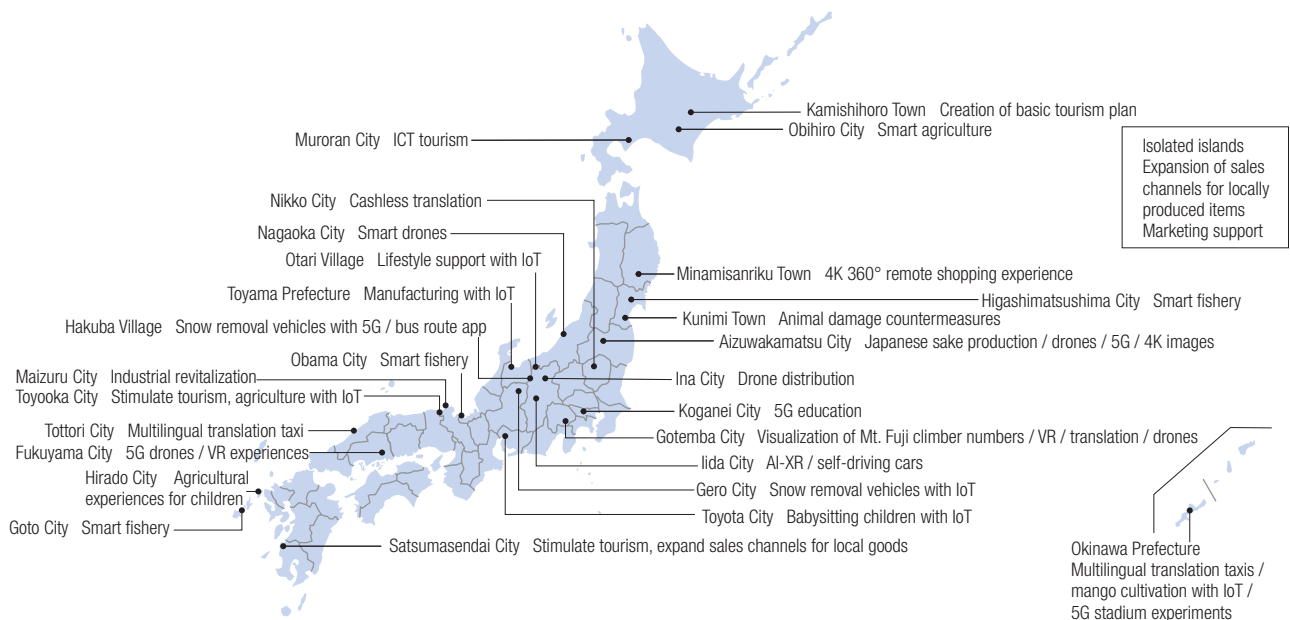 Kamishihoro Town Creation of basic tourism plan
Obihiro City Smart agriculture
Muroran City ICT tourism
Isolated islands
Expansion of sales
channels for locally
produced items
Marketing support
Nikko City Cashless translation
Nagaoka City Smart drones
Otari Village Lifestyle support with IoT
Toyama Prefecture Manufacturing with IoT
Hakuba Village Snow removal vehicles with 5G / bus route app
Obama City Smart fishery
Maizuru City Industrial revitalization
Toyooka City Stimulate tourism, agriculture with IoT
Tottori City Multilingual translation taxi
Fukuyama City 5G drones / VR experiences
Hirado City Agricultural
experiences for children
Goto City Smart fishery
Minamisanriku Town 4K 360° remote shopping experience
Higashimatsushima City Smart fishery
Kunimi Town Animal damage countermeasures
Aizuwakamatsu City Japanese sake production / drones / 5G / 4K images
Ina City Drone distribution
Koganei City 5G education
Gotemba City Visualization of Mt. Fuji climber numbers / VR / translation / drones
Iida City AI-XR / self-driving cars
Gero City Snow removal vehicles with IoT
Toyota City Babysitting children with IoT
Satsumasendai City Stimulate tourism, expand sales channels for local goods
Okinawa Prefecture
Multilingual translation taxis /
mango cultivation with IoT /
5G stadium experiments